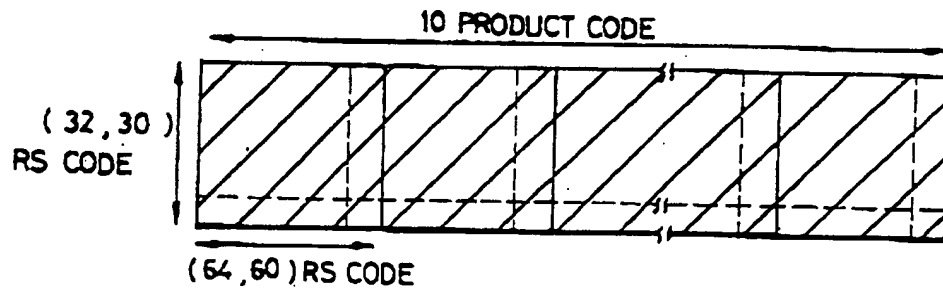 10 PRODUCT CODE
( 32 , 30 )
RS CODE
( 64 , 60 ) RS CODE